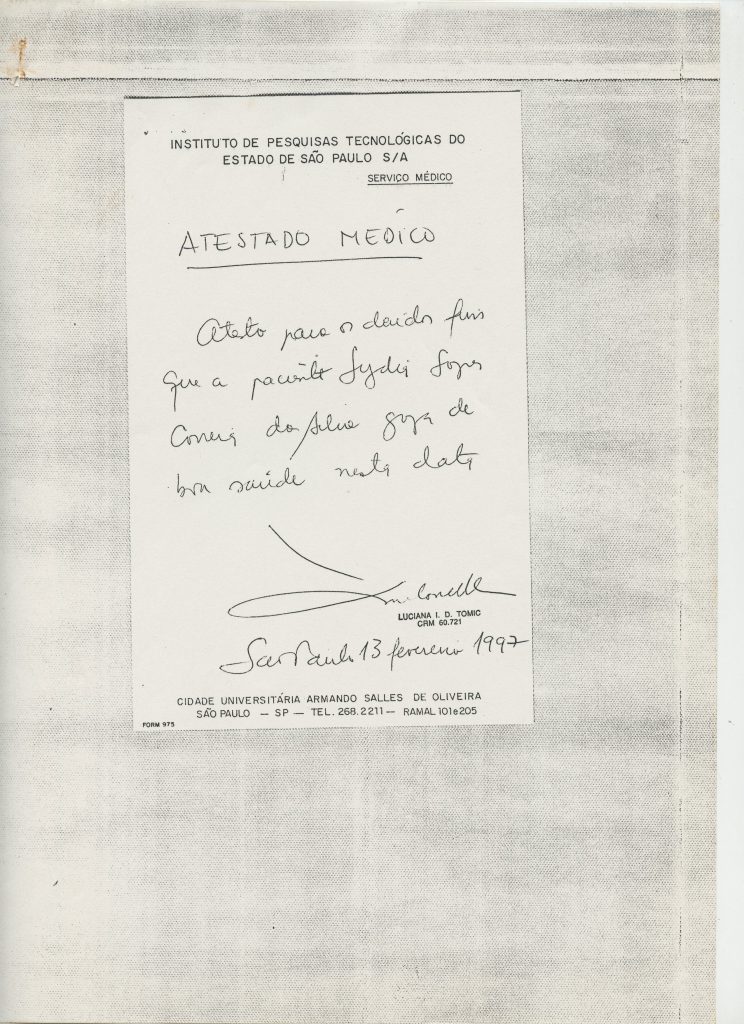 INSTITUTO DE PESQUISAS TECNOLÓGICAS DO
ESTADO DE SÃO PAULO S/A
SERVIÇO MÉDICO
ATESTADO MÉDICO
Atesto para os devidos fins
que a paciente Lydia Lopes
Correia da Silva goza de
boa saúde nesta data
LUCIANA I. D. TOMIC
CRM 60.721
São Paulo 13 fevereiro 1997
CIDADE UNIVERSITÁRIA ARMANDO SALLES DE OLIVEIRA
SÃO PAULO — SP — TEL. 268.2211 — RAMAL 101e205
FORM 975